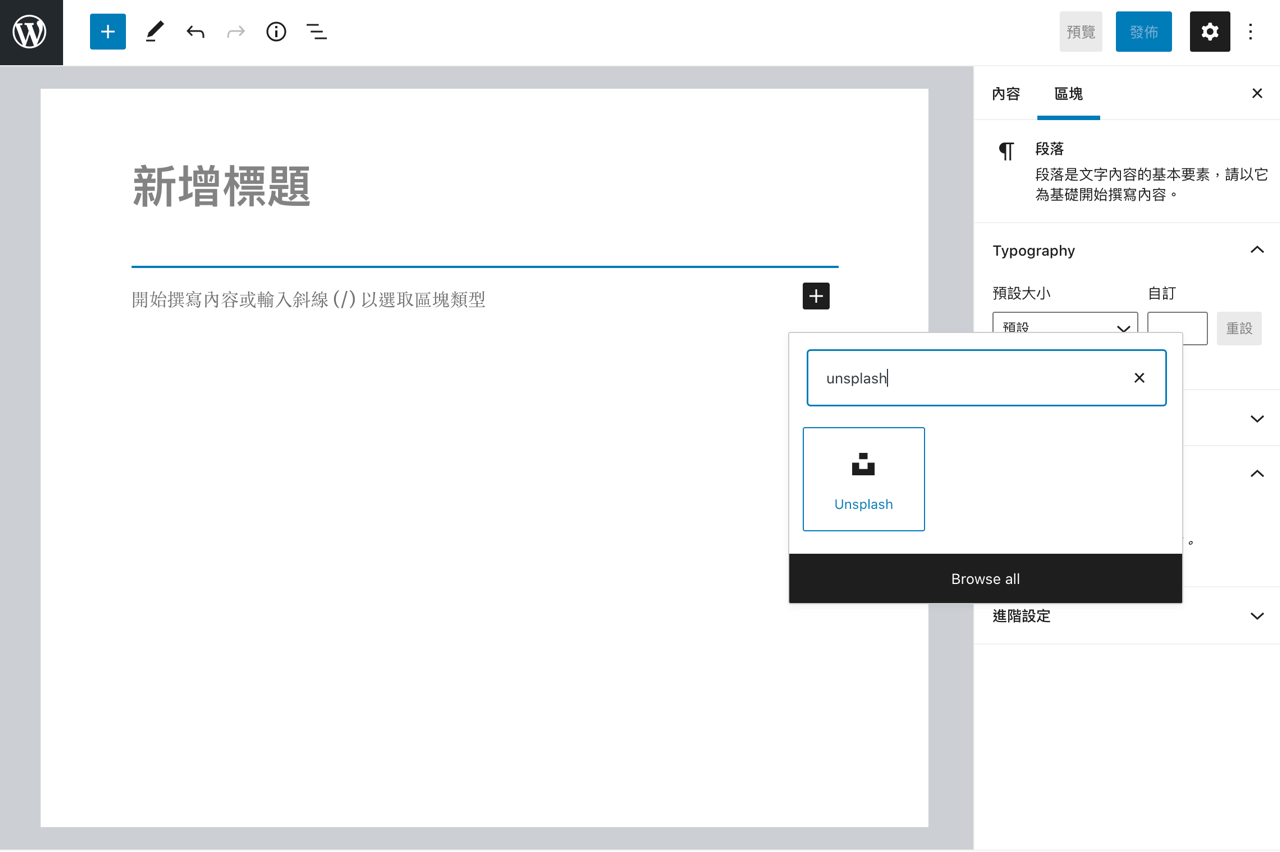 預覽
發佈
新增標題
開始撰寫內容或輸入斜線 (/) 以選取區塊類型
內容
區塊
段落
段落是文字內容的基本要素，請以它
為基礎開始撰寫內容。
Typography
預設大小
自訂
預設
重設
unsplash
Unsplash
Browse all
。
進階設定